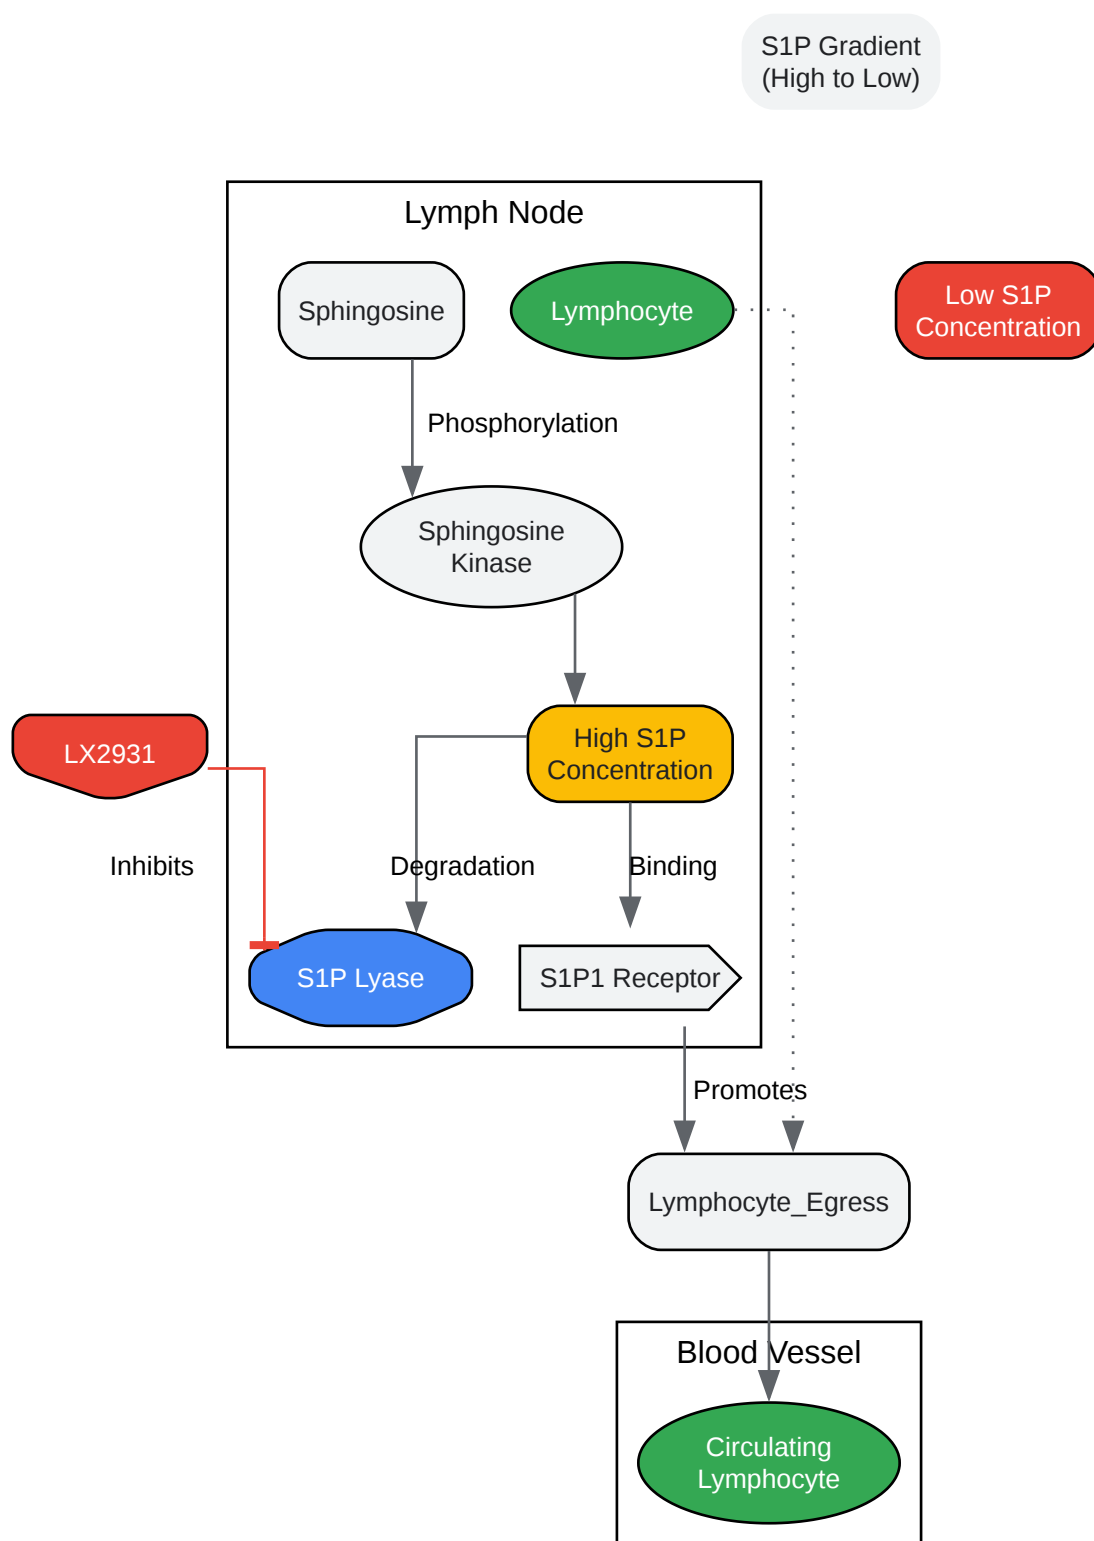 S1P Gradient
(High to Low)
Lymph Node
Sphingosine
Lymphocyte
Low S1P
Concentration
Phosphorylation
Sphingosine
Kinase
LX2931
High S1P
Concentration
Inhibits
Degradation
Binding
S1P Lyase
S1P1 Receptor
Promotes
Lymphocyte_Egress
Blood Vessel
Circulating
Lymphocyte